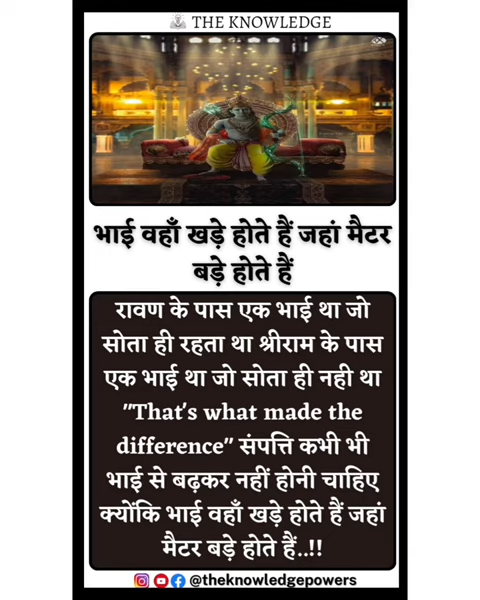 THE KNOWLEDGE
भाई वहाँ खड़े होते हैं जहां मैटर
बड़े होते हैं
रावण के पास एक भाई था जो
सोता ही रहता था श्रीराम के पास
एक भाई था जो सोता ही नही था
"That's what made the
difference" संपत्ति कभी भी
भाई से बढ़कर नहीं होनी चाहिए
क्योंकि भाई वहाँ खड़े होते हैं जहां
मैटर बड़े होते हैं..!!
@theknowledgepowers